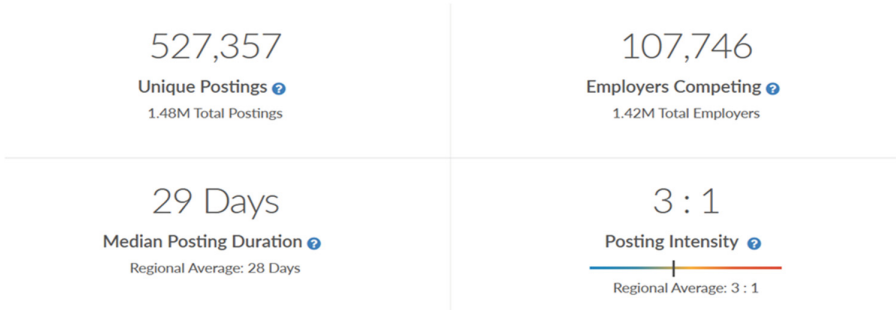 527,357
Unique Postings ?
1.48M Total Postings
107,746
Employers Competing ?
1.42M Total Employers
29 Days
Median Posting Duration ?
Regional Average: 28 Days
3 : 1
Posting Intensity ?
Regional Average: 3 : 1